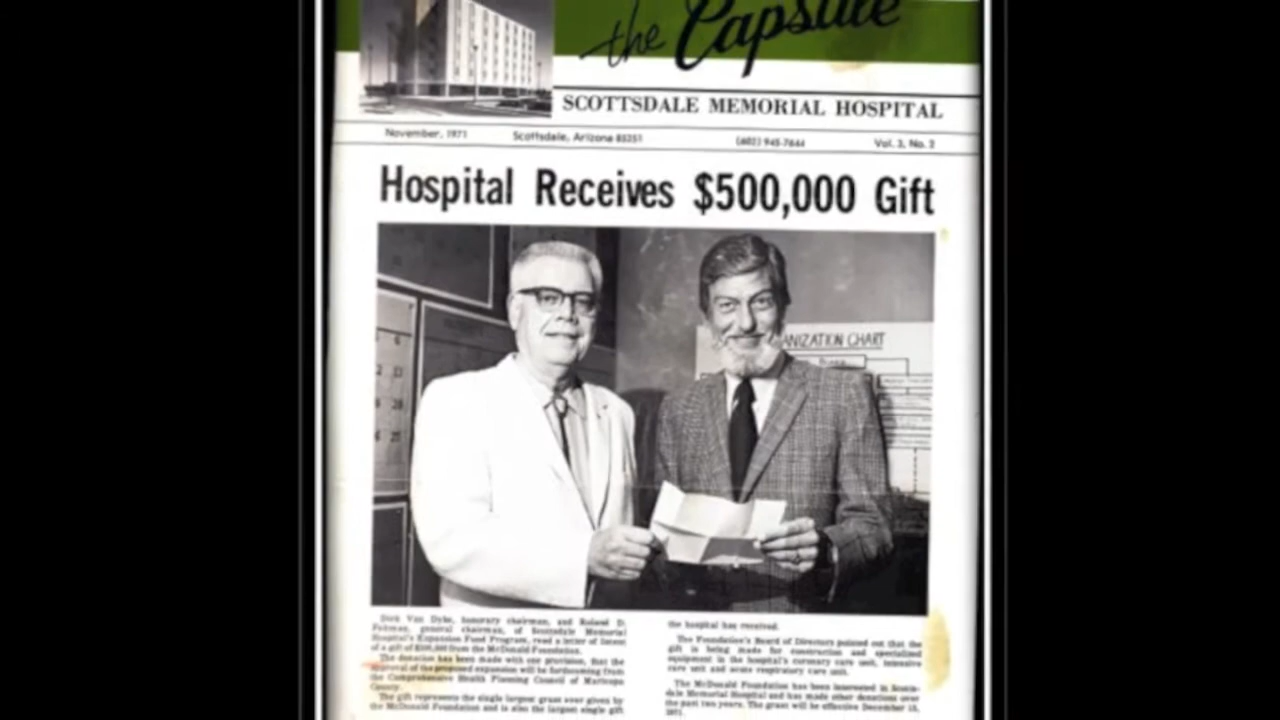 the Capsule
SCOTTSDALE MEMORIAL HOSPITAL
November, 1971 Scottsdale, Arizona 85251 (602) 945-7644 Vol. 3, No. 2
Hospital Receives $500,000 Gift
ANIZATION CHART
Dick Van Dyke, honorary chairman, and Roland D.
general chairman, of Scottsdale Memorial
Hospital's Expansion Fund Program, read a letter of intent
of a gift of $500,000 from the McDonald Foundation.
The donation has been made with one provision, that the
approval of the proposed expansion will be forthcoming from
the Comprehensive Health Planning Council of Maricopa
County.
The gift represents the single largest grant ever given by
the McDonald Foundation and is also the largest single gift
the hospital has received.
The Foundation's Board of Directors pointed out that the
gift is being made for construction and specialized
equipment in the hospital's coronary care unit, intensive
care unit and acute respiratory care unit.
The McDonald Foundation has been interested in Scotts-
dale Memorial Hospital and has made other donations over
the past two years. The grant will be effective December 15,
1971.